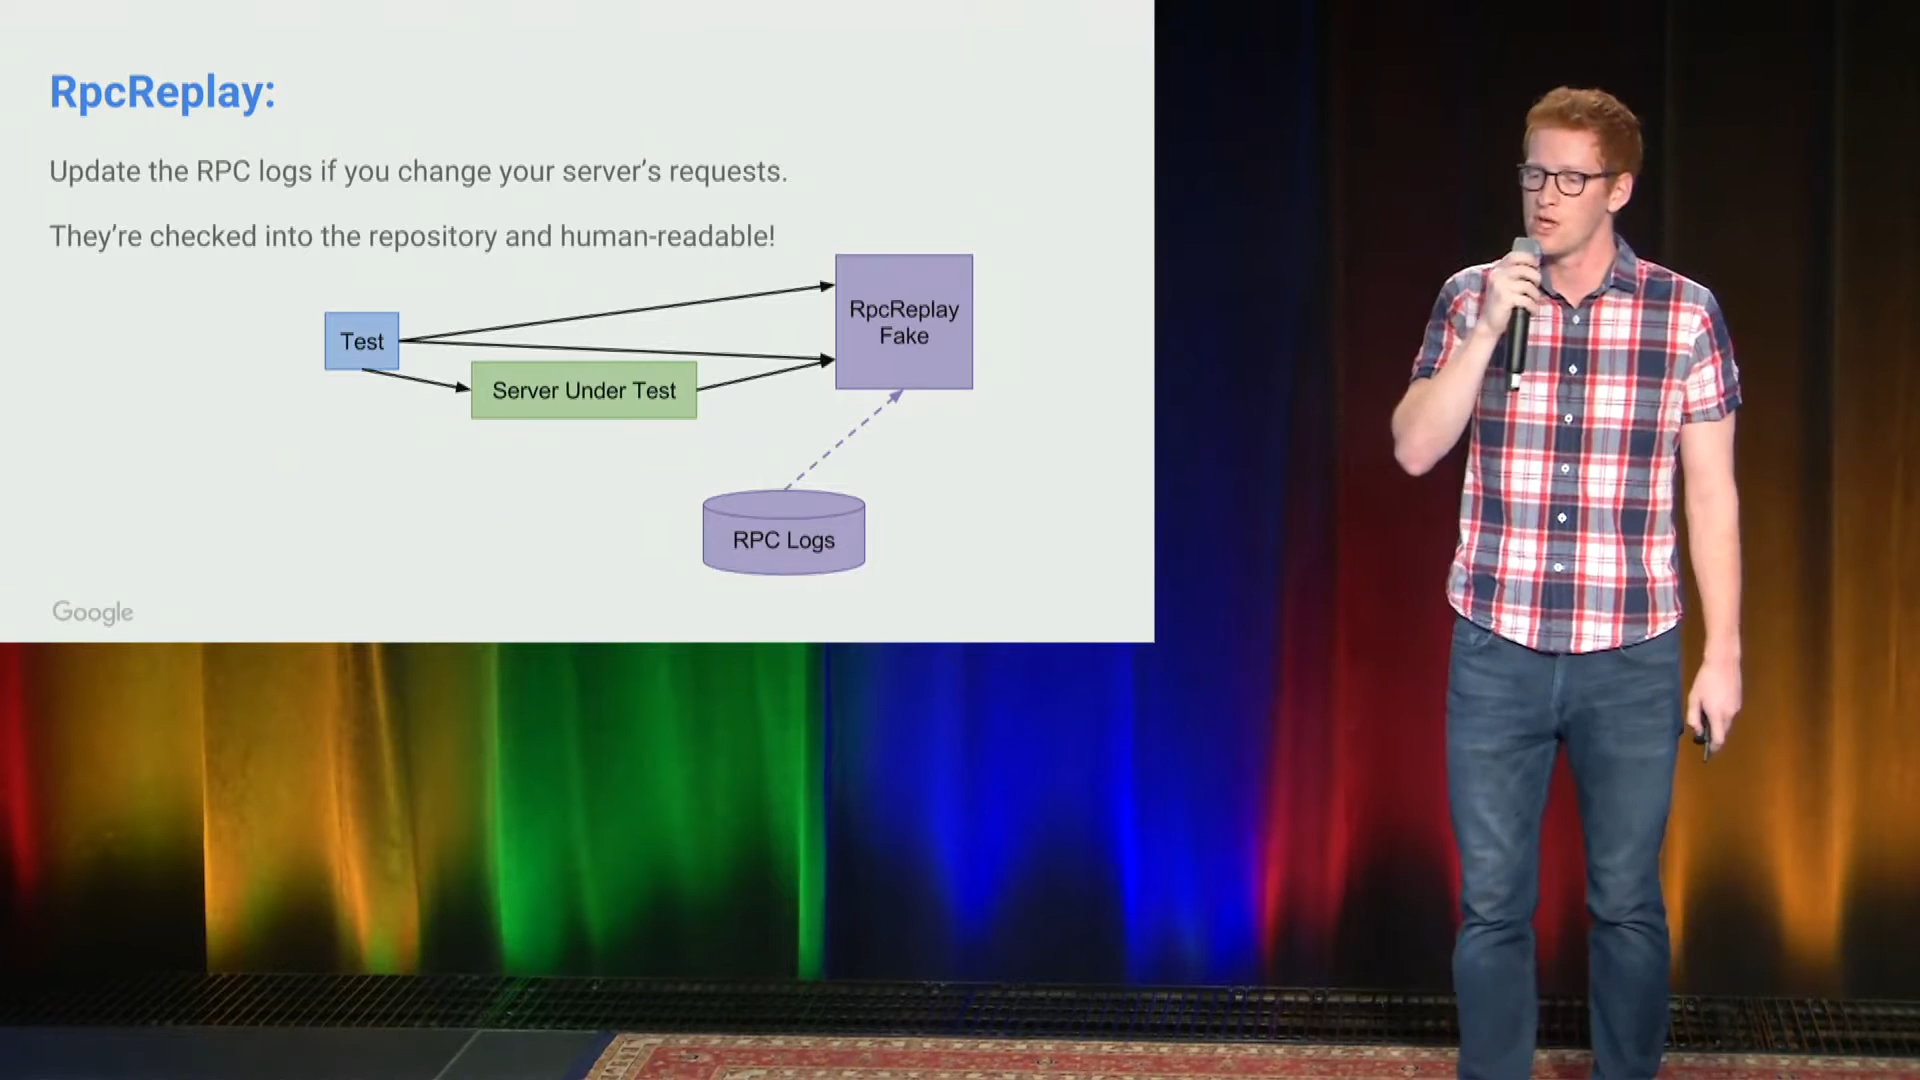 RpcReplay:
Update the RPC logs if you change your server's requests.
They're checked into the repository and human-readable!
RpcReplay
Fake
Test
Server Under Test
RPC Logs
Google